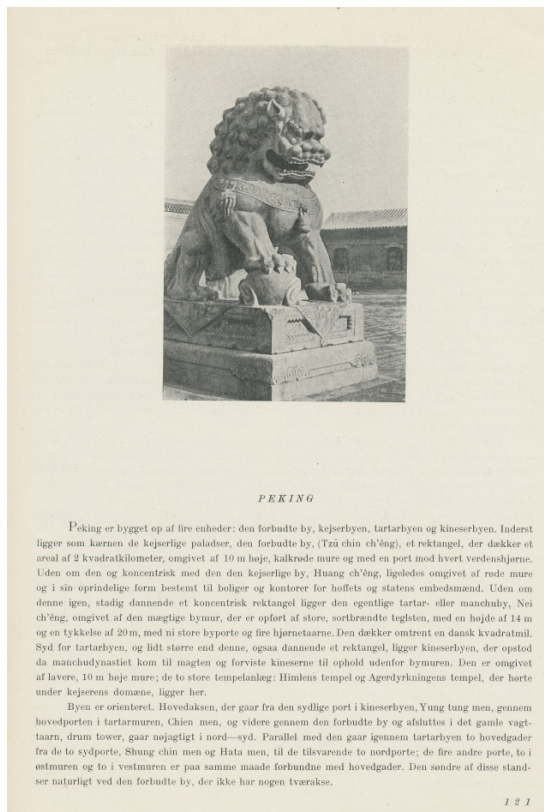 PEKING
Peking er bygget op af fire enheder: den forbudte by, kejserbyen, tartarbyen og kineserbyen. Inderst
ligger som kærnen de kejserlige paladser, den forbudte by, (Tzŭ chin ch'êng), et rektangel, der dækker et
areal af 2 kvadratkilometer, omgivet af 10 m høje, kalkrøde mure og med en port mod hvert verdenshjørne.
Uden om den og koncentrisk med den den kejserlige by, Huang ch'êng, ligeledes omgivet af røde mure
og i sin oprindelige form bestemt til boliger og kontorer for hoffets og statens embedsmænd. Uden om
denne igen, stadig dannende et koncentrisk rektangel ligger den egentlige tartar- eller manchuby, Nei
ch'êng, omgivet af den mægtige bymur, der er opført af store, sortbrændte teglsten, med en højde af 14 m
og en tykkelse af 20 m, med ni store byporte og fire hjørnetaarne. Den dækker omtrent en dansk kvadratmil.
Syd for tartarbyen, og lidt større end denne, ogsaa dannende et rektangel, ligger kineserbyen, der opstod
da manchudynastiet kom til magten og forviste kineserne til ophold udenfor bymuren. Den er omgivet
af lavere, 10 m høje mure; de to store tempelanlæg: Himlens tempel og Agerdyrkningens tempel, der hørte
under kejserens domæne, ligger her.
Byen er orienteret. Hovedaksen, der gaar fra den sydlige port i kineserbyen, Yung tung men, gennem
hovedporten i tartarmuren, Chien men, og videre gennem den forbudte by og afsluttes i det gamle vagt-
taarn, drum tower, gaar nøjagtigt i nord—syd. Parallel med den gaar igennem tartarbyen to hovedgader
fra de to sydporte, Shung chin men og Hata men, til de tilsvarende to nordporte; de fire andre porte, to i
østmuren og to i vestmuren er paa samme maade forbundne med hovedgader. Den søndre af disse stand-
ser naturligt ved den forbudte by, der ikke har nogen tværakse.
121